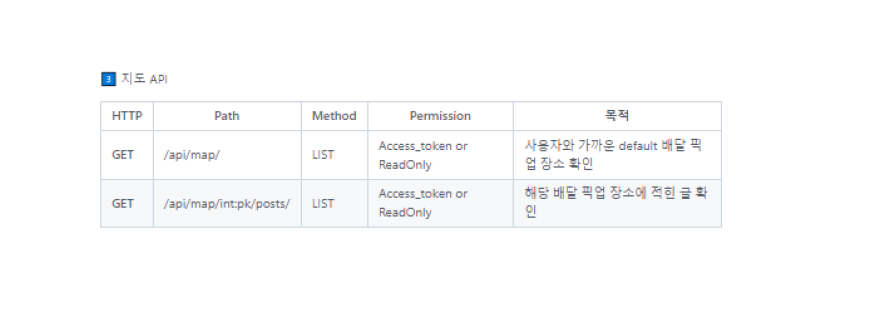 3 지도 API
HTTP Path Method Permission 목적
GET /api/map/ LIST Access_token or ReadOnly 사용자와 가까운 default 배달 픽업 장소 확인
GET /api/map/int:pk/posts/ LIST Access_token or ReadOnly 해당 배달 픽업 장소에 적힌 글 확인